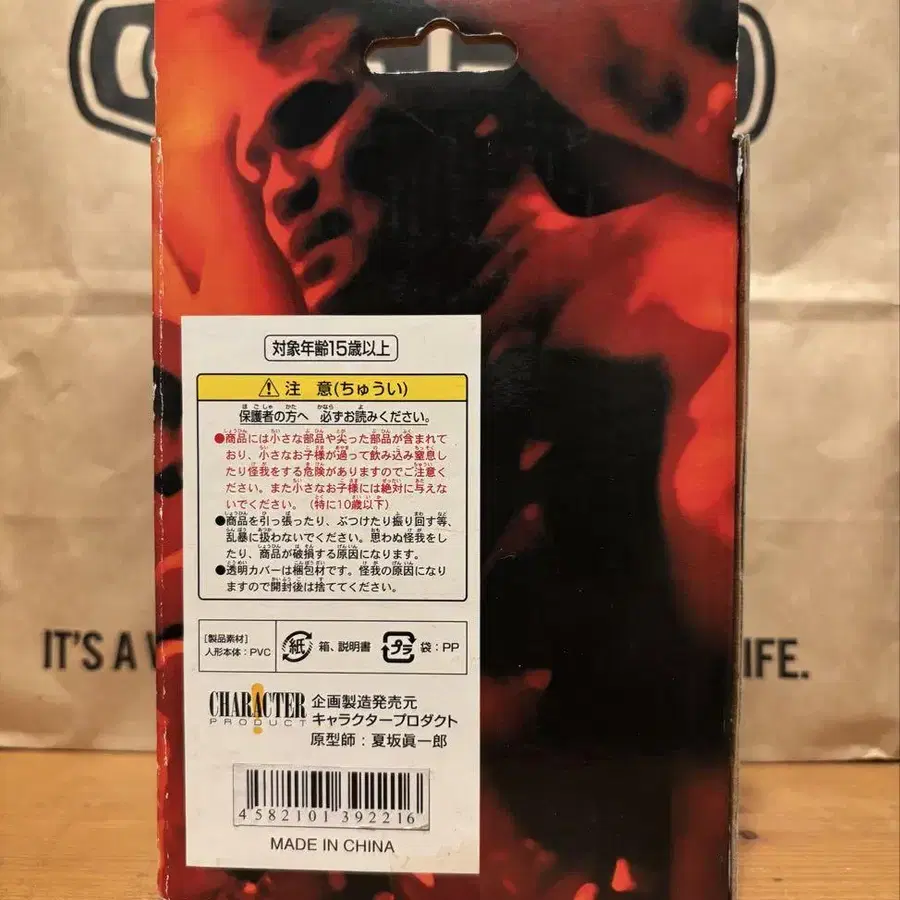 対象年齢15歳以上
注 意(ちゅうい)
保護者の方へ 必ずお読みください。
●商品には小さな部品や尖った部品が含まれて
おり、小さなお子様が過って飲み込み窒息し
たり怪我をする危険がありますのでご注意く
ださい。また小さなお子様には絶対に与えな
いでください。(特に10歳以下)
●商品を引っ張ったり、ぶつけたり振り回す等、
乱暴に扱わないでください。思わぬ怪我をし
たり、商品が破損する原因になります。
●透明カバーは梱包材です。怪我の原因になり
ますので開封後は捨ててください。
[製品素材]
人形本体:PVC
紙 箱、説明書
プラ 袋:PP
CHARACTER
PRODUCT
企画製造発売元
キャラクタープロダクト
原型師:夏坂眞一郎
4582101392216
MADE IN CHINA
IT'S A
IFE.